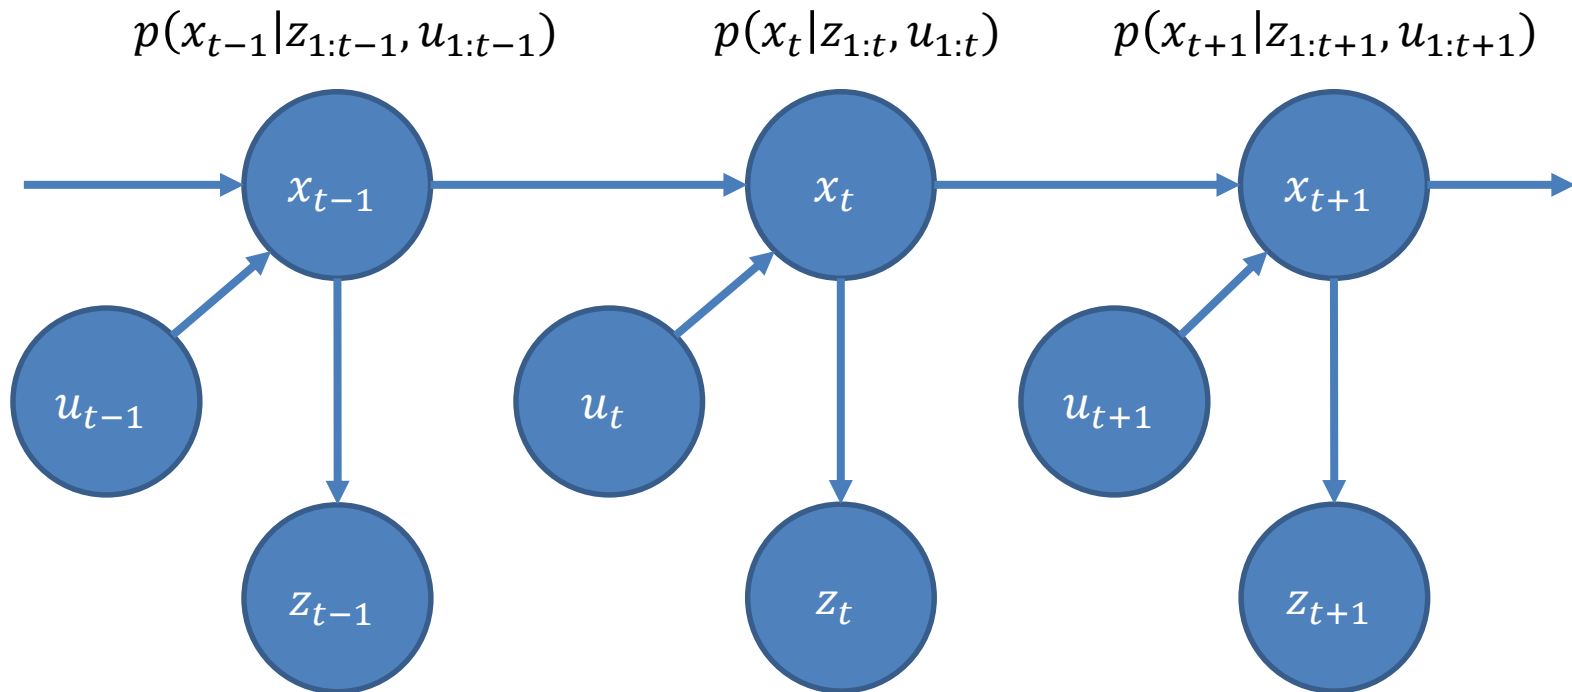 p(x_{t−1}|z_{1:t−1}, u_{1:t−1}) p(x_t|z_{1:t}, u_{1:t}) p(x_{t+1}|z_{1:t+1}, u_{1:t+1})
x_{t−1} x_t x_{t+1}
u_{t−1} u_t u_{t+1}
z_{t−1} z_t z_{t+1}